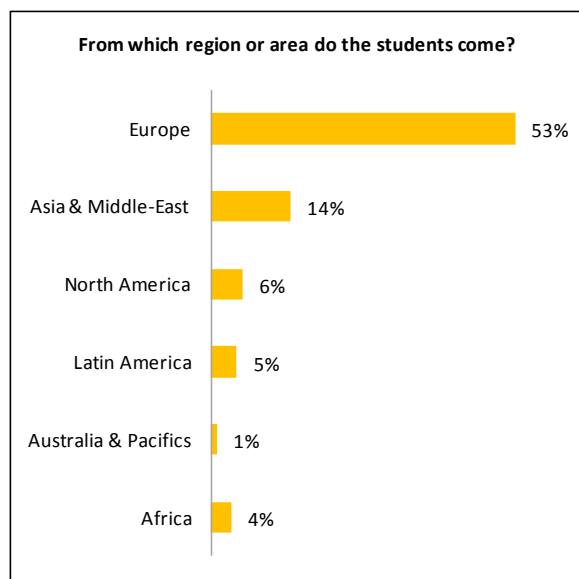 From which region or area do the students come?
Europe 53%
Asia & Middle-East 14%
North America 6%
Latin America 5%
Australia & Pacifics 1%
Africa 4%